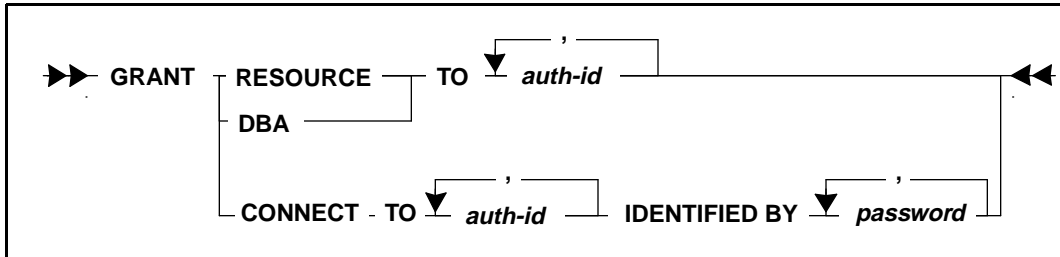 ,
GRANT RESOURCE TO auth-id
DBA
, ,
CONNECT TO auth-id IDENTIFIED BY password